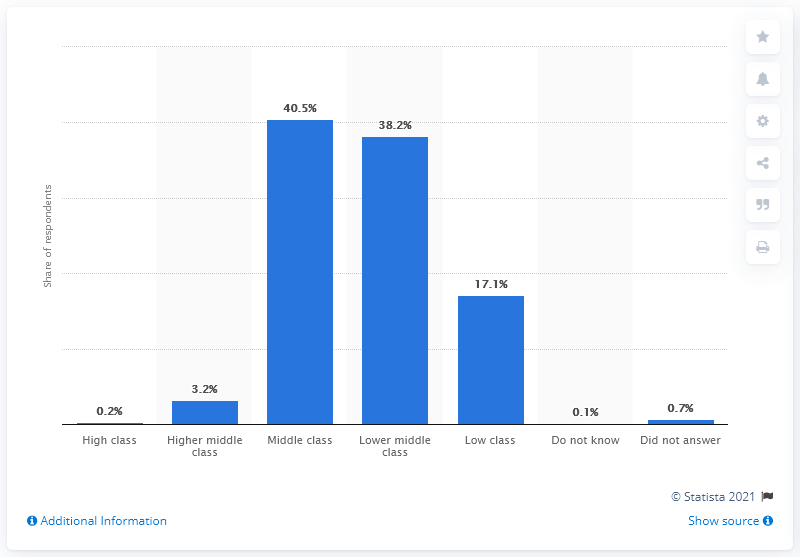 40.5%
38.2%
17.1%
3.2%
0.2%
0.1%
0.7%
Share of respondents
High class
Higher middle
class
Middle class
Lower middle
class
Low class
Do not know
Did not answer
© Statista 2021
Additional Information
Show source